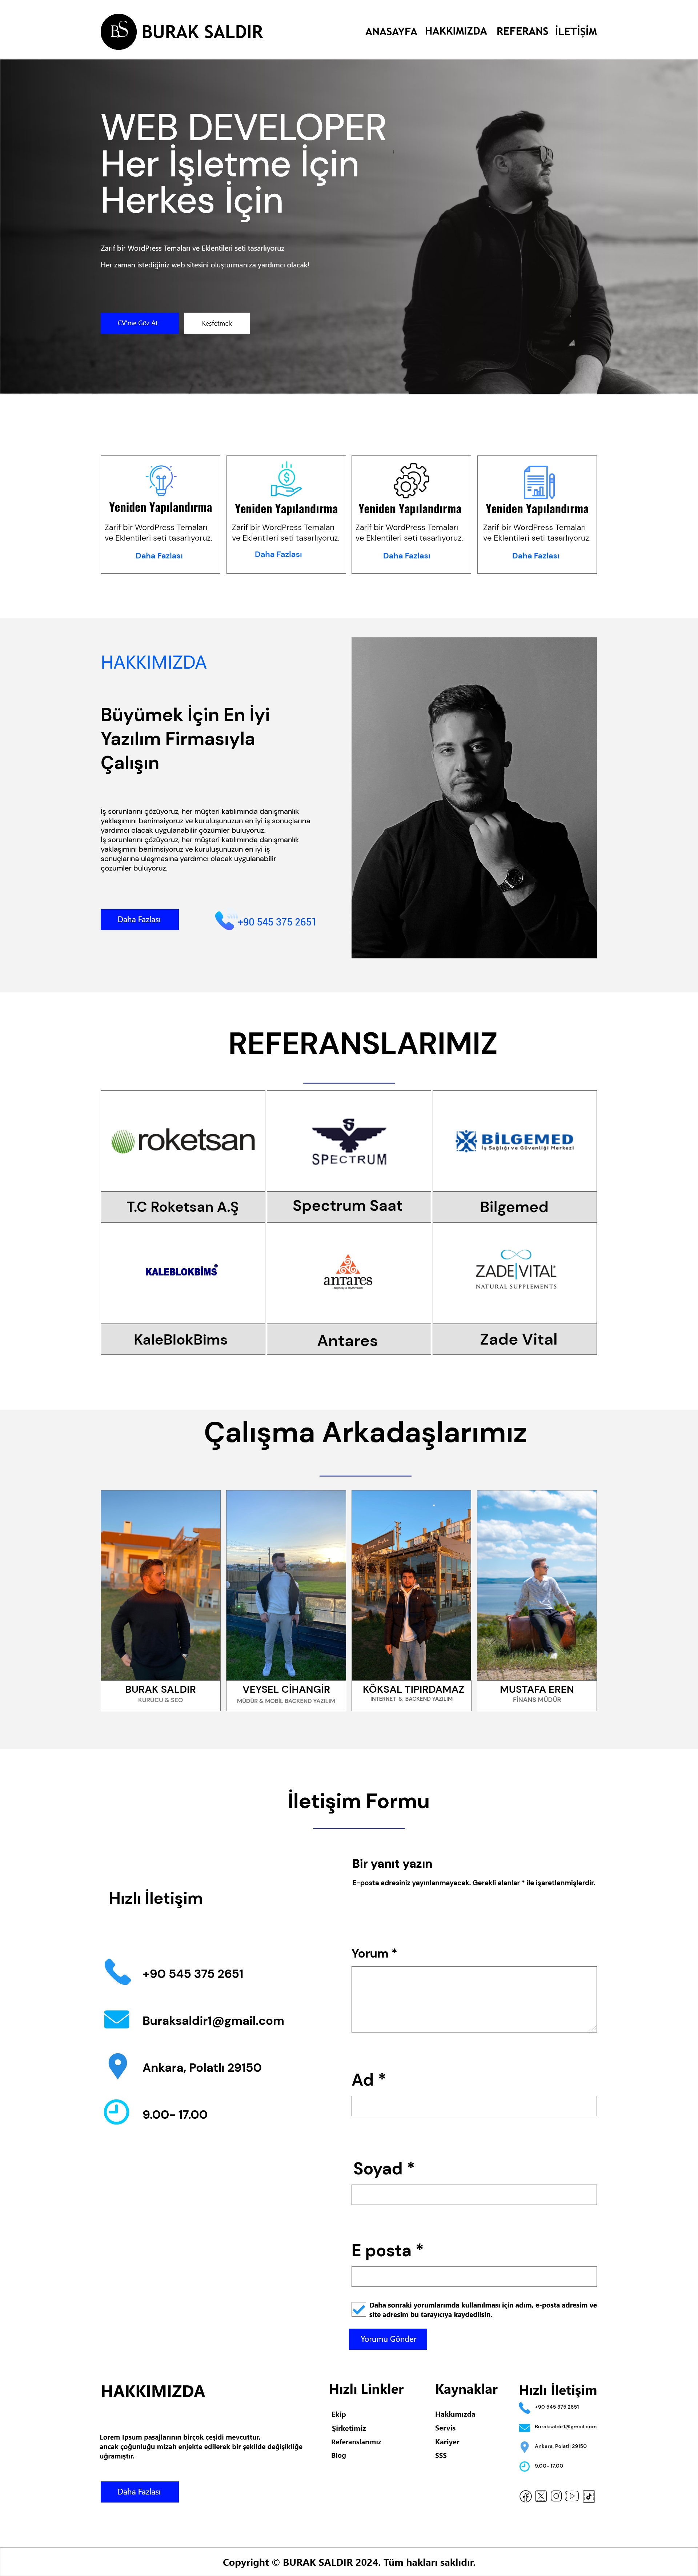 BS BURAK SALDIR
ANASAYFA HAKKIMIZDA REFERANS İLETİŞİM
WEB DEVELOPER
Her İşletme İçin
Herkes İçin
Zarif bir WordPress Temaları ve Eklentileri seti tasarlıyoruz
Her zaman istediğiniz web sitesini oluşturmanıza yardımcı olacak!
CV'me Göz At
Keşfetmek
Yeniden Yapılandırma
Zarif bir WordPress Temaları
ve Eklentileri seti tasarlıyoruz.
Daha Fazlası
Yeniden Yapılandırma
Zarif bir WordPress Temaları
ve Eklentileri seti tasarlıyoruz.
Daha Fazlası
Yeniden Yapılandırma
Zarif bir WordPress Temaları
ve Eklentileri seti tasarlıyoruz.
Daha Fazlası
Yeniden Yapılandırma
Zarif bir WordPress Temaları
ve Eklentileri seti tasarlıyoruz.
Daha Fazlası
HAKKIMIZDA
Büyümek İçin En İyi
Yazılım Firmasıyla
Çalışın
İş sorunlarını çözüyoruz, her müşteri katılımında danışmanlık
yaklaşımını benimsiyoruz ve kuruluşunuzun en iyi iş sonuçlarına
yardımcı olacak uygulanabilir çözümler buluyoruz.
İş sorunlarını çözüyoruz, her müşteri katılımında danışmanlık
yaklaşımını benimsiyoruz ve kuruluşunuzun en iyi iş
sonuçlarına ulaşmasına yardımcı olacak uygulanabilir
çözümler buluyoruz.
Daha Fazlası
+90 545 375 2651
REFERANSLARIMIZ
roketsan
T.C Roketsan A.Ş
SPECTRUM
Spectrum Saat
BİLGEMED
İş Sağlığı ve Güvenliği Merkezi
Bilgemed
KALEBLOKBİMS
KaleBlokBims
antares
Antares
ZADE VITAL
NATURAL SUPPLEMENTS
Zade Vital
Çalışma Arkadaşlarımız
BURAK SALDIR
KURUCU & SEO
VEYSEL CİHANGİR
MÜDÜR & MOBİL BACKEND YAZILIM
KÖKSAL TIPIRDAMAZ
İNTERNET & BACKEND YAZILIM
MUSTAFA EREN
FİNANS MÜDÜR
İletişim Formu
Hızlı İletişim
+90 545 375 2651
Buraksaldir1@gmail.com
Ankara, Polatlı 29150
9.00- 17.00
Bir yanıt yazın
E-posta adresiniz yayınlanmayacak. Gerekli alanlar * ile işaretlenmişlerdir.
Yorum *
Ad *
Soyad *
E posta *
Daha sonraki yorumlarımda kullanılması için adım, e-posta adresim ve
site adresim bu tarayıcıya kaydedilsin.
Yorumu Gönder
HAKKIMIZDA
Lorem Ipsum pasajlarının birçok çeşidi mevcuttur,
ancak çoğunluğu mizah enjekte edilerek bir şekilde değişikliğe
uğramıştır.
Daha Fazlası
Hızlı Linkler
Ekip
Şirketimiz
Referanslarımız
Blog
Kaynaklar
Hakkımızda
Servis
Kariyer
SSS
Hızlı İletişim
+90 545 375 2651
Buraksaldir1@gmail.com
Ankara, Polatlı 29150
9.00- 17.00
Copyright © BURAK SALDIR 2024. Tüm hakları saklıdır.